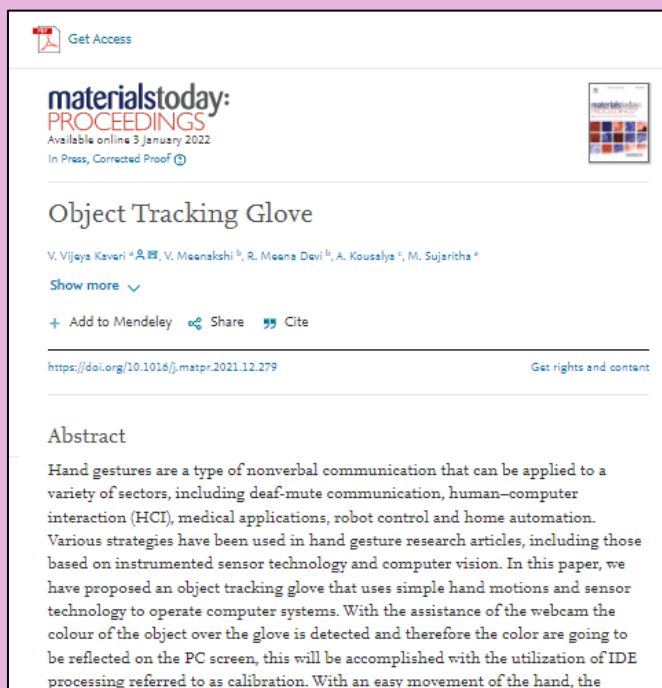 PDF
Get Access
materialstoday:
PROCEEDINGS
Available online 3 January 2022
In Press, Corrected Proof
materialstoday:
PROCEEDINGS
Object Tracking Glove
V. Vijeya Kaveri a, V. Meenakshi b, R. Meena Devi b, A. Kousalya c, M. Sujaritha a
Show more
+ Add to Mendeley Share Cite
https://doi.org/10.1016/j.matpr.2021.12.279 Get rights and content
Abstract
Hand gestures are a type of nonverbal communication that can be applied to a
variety of sectors, including deaf-mute communication, human–computer
interaction (HCI), medical applications, robot control and home automation.
Various strategies have been used in hand gesture research articles, including those
based on instrumented sensor technology and computer vision. In this paper, we
have proposed an object tracking glove that uses simple hand motions and sensor
technology to operate computer systems. With the assistance of the webcam the
colour of the object over the glove is detected and therefore the color are going to
be reflected on the PC screen, this will be accomplished with the utilization of IDE
processing referred to as calibration. With an easy movement of the hand, the